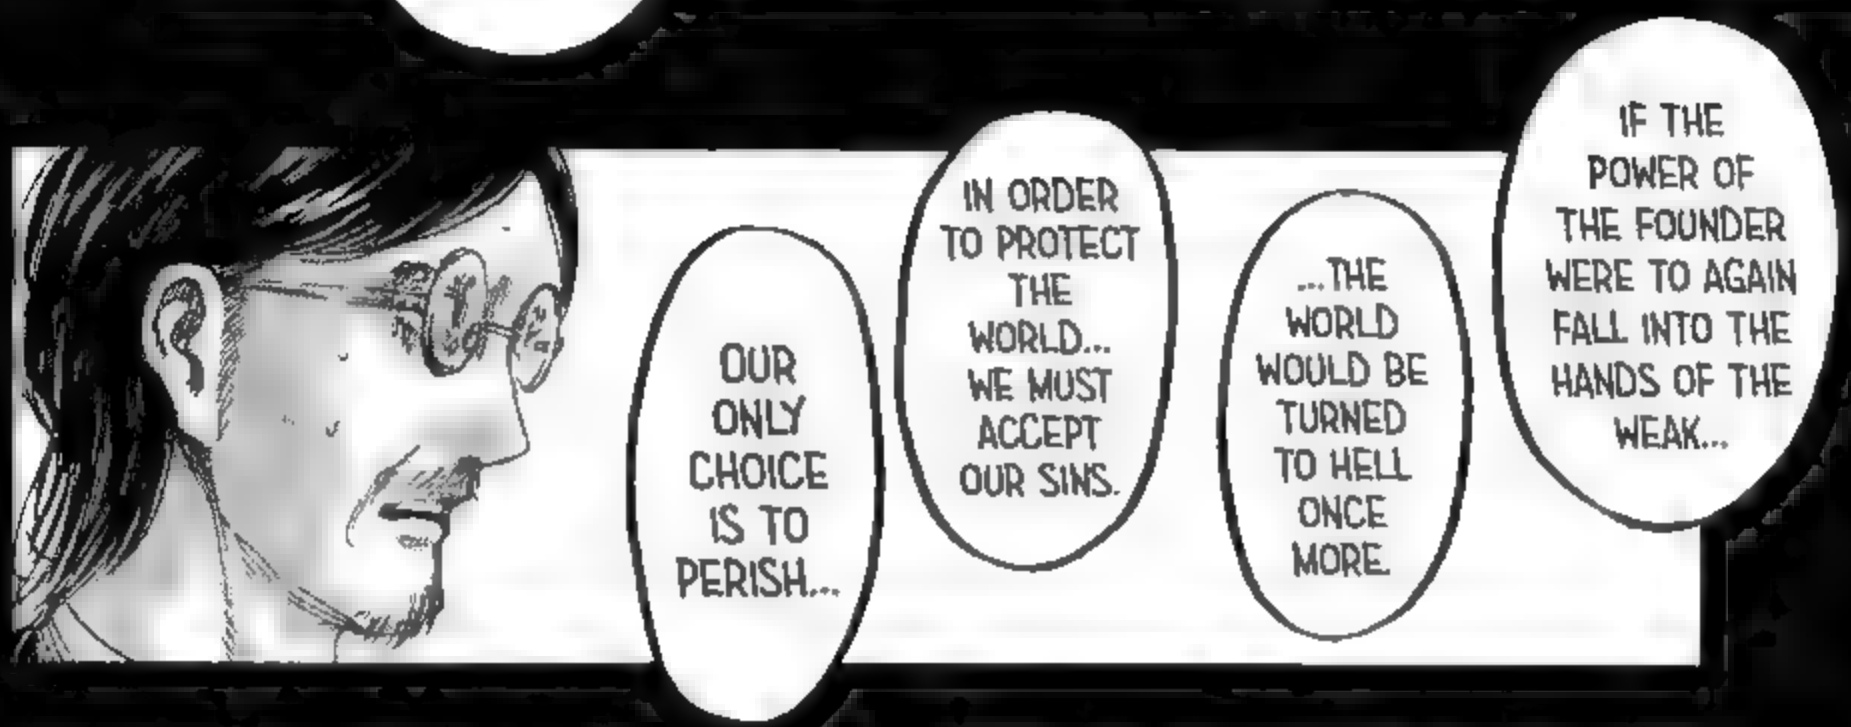 IF THE
POWER OF
THE FOUNDER
WERE TO AGAIN
FALL INTO THE
HANDS OF THE
WEAK...
...THE
WORLD
WOULD BE
TURNED
TO HELL
ONCE
MORE.
IN ORDER
TO PROTECT
THE
WORLD...
WE MUST
ACCEPT
OUR SINS.
OUR
ONLY
CHOICE
IS TO
PERISH...